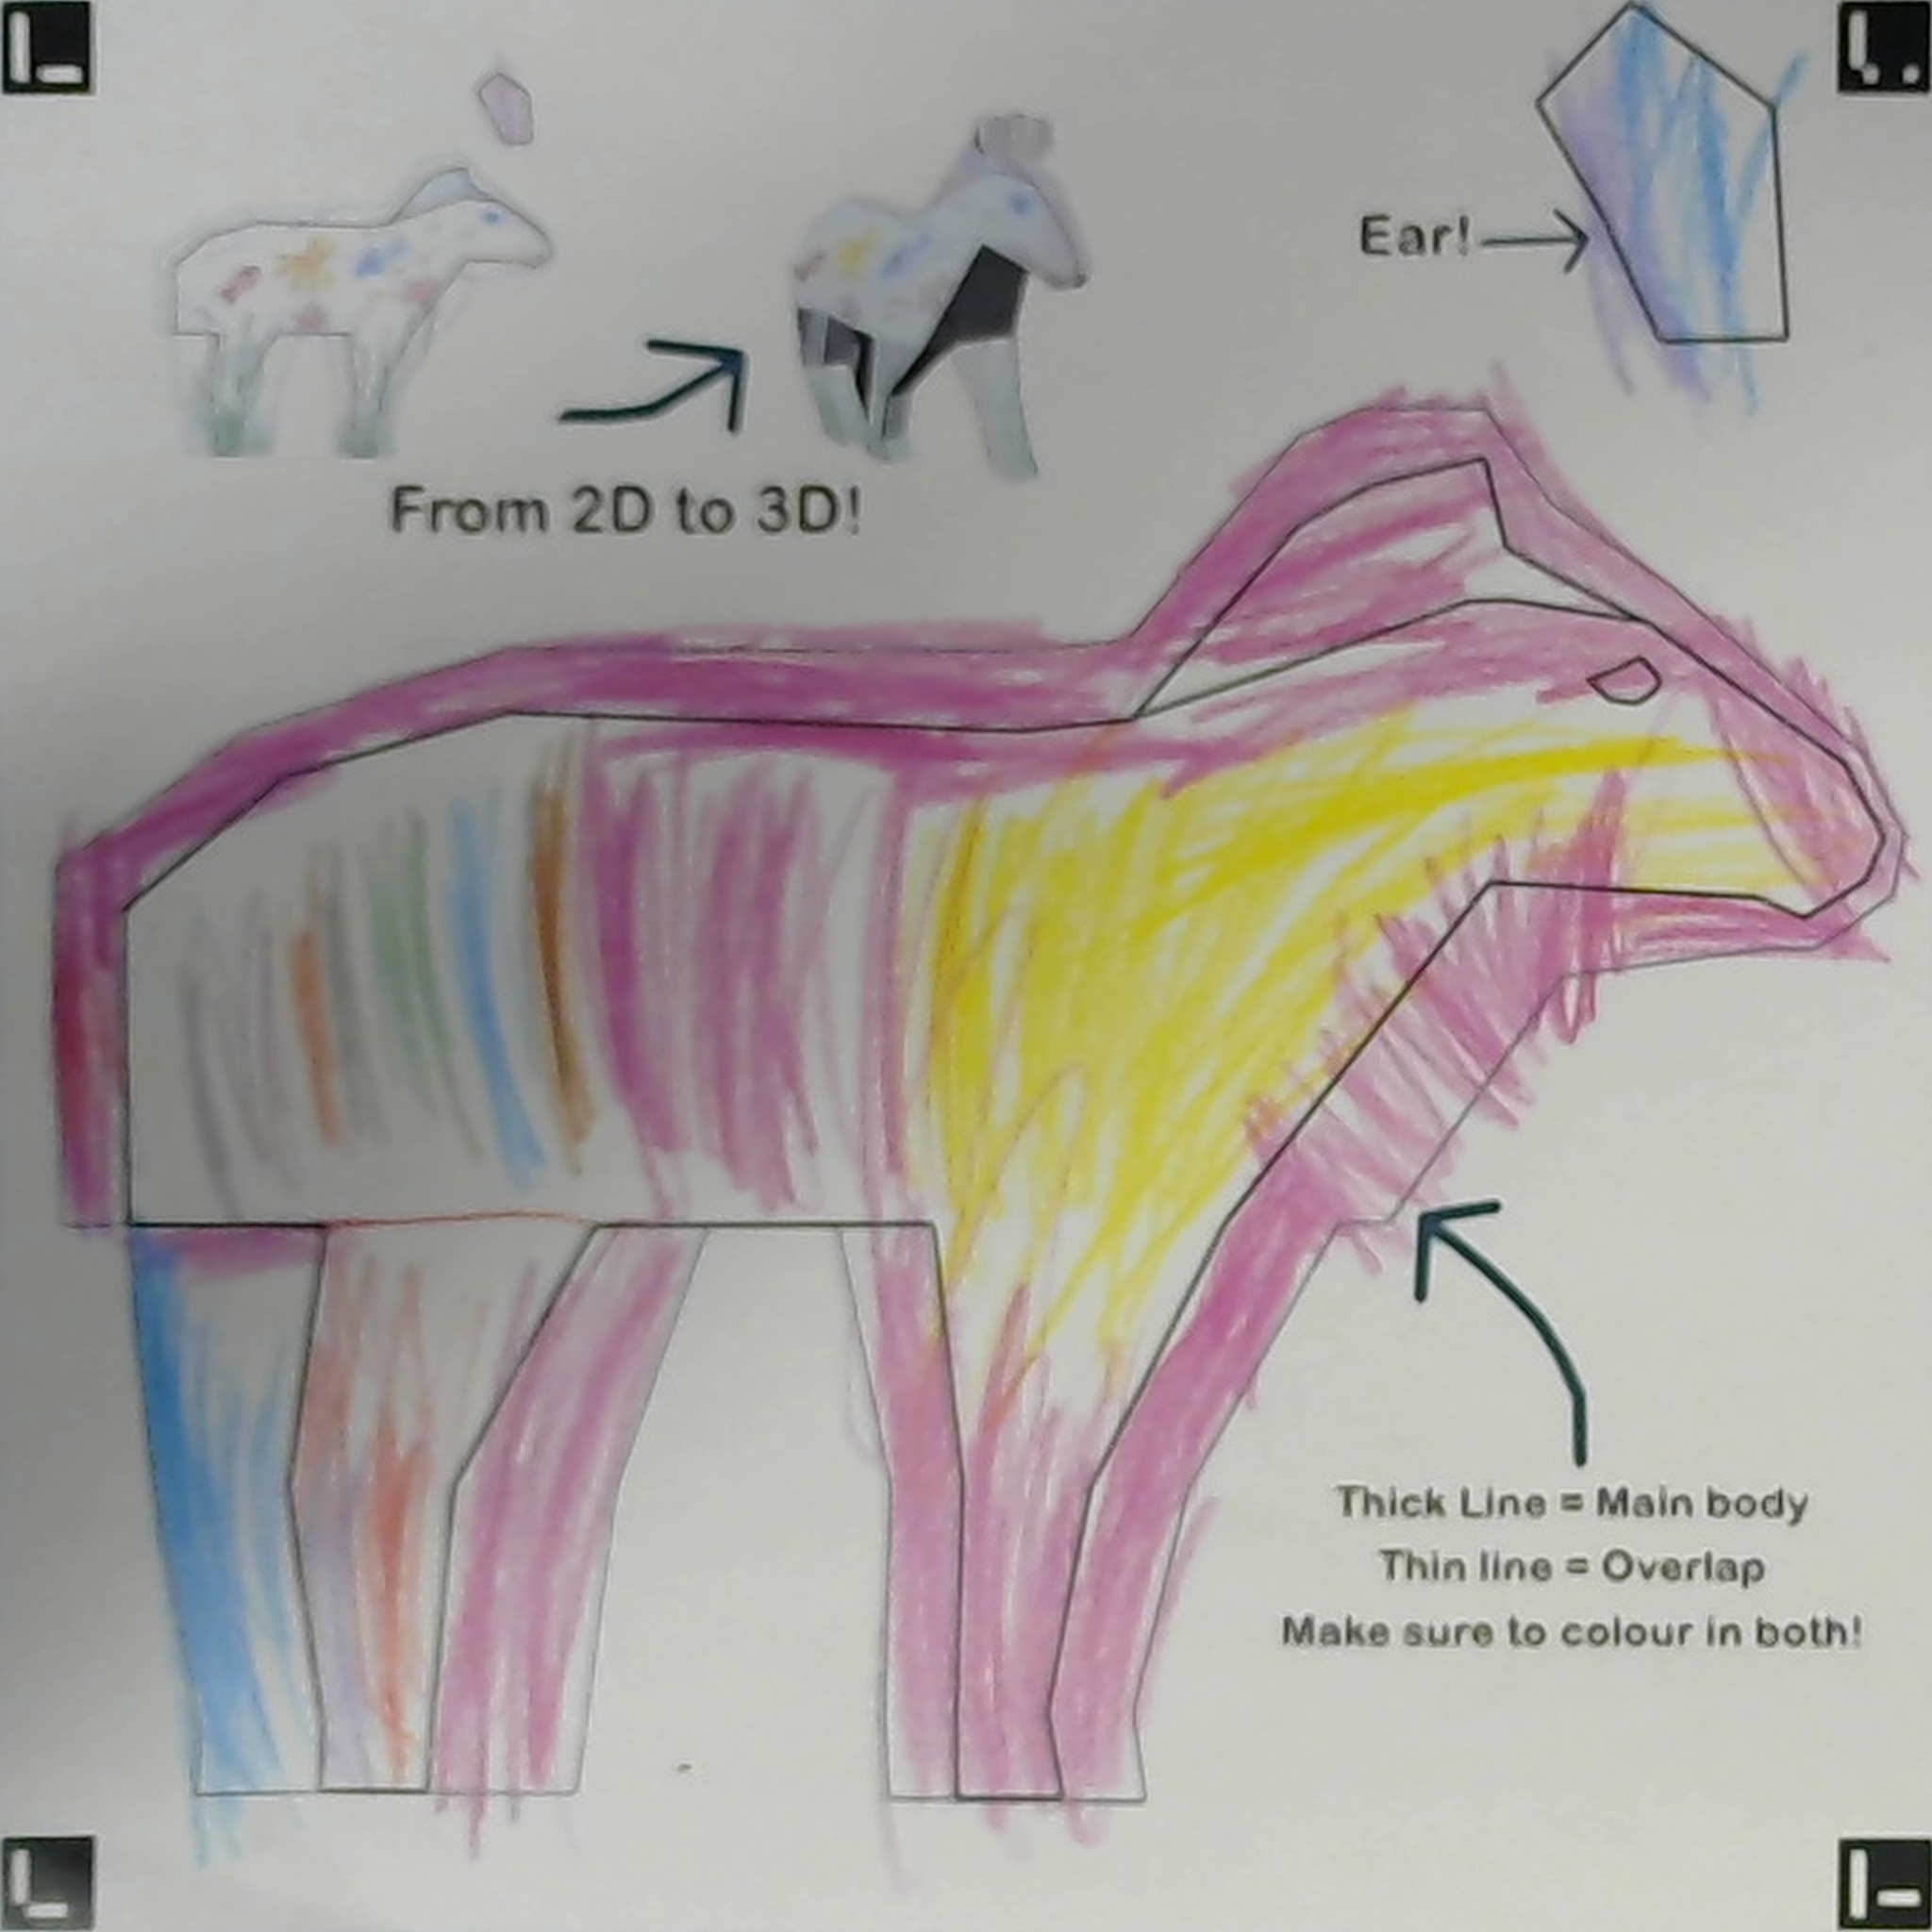 Ear!
From 2D to 3D!
Thick Line = Main body
Thin line = Overlap
Make sure to colour in both!